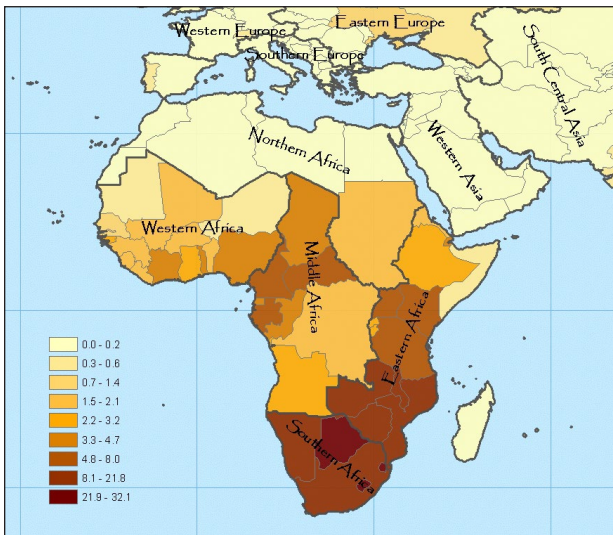 Eastern Europe
Western Europe
Southern Europe
South Central Asia
Northern Africa
Western Asia
Western Africa
Middle Africa
Eastern Africa
Southern Africa
0.0 - 0.2
0.3 - 0.6
0.7 - 1.4
1.5 - 2.1
2.2 - 3.2
3.3 - 4.7
4.8 - 8.0
8.1 - 21.8
21.9 - 32.1